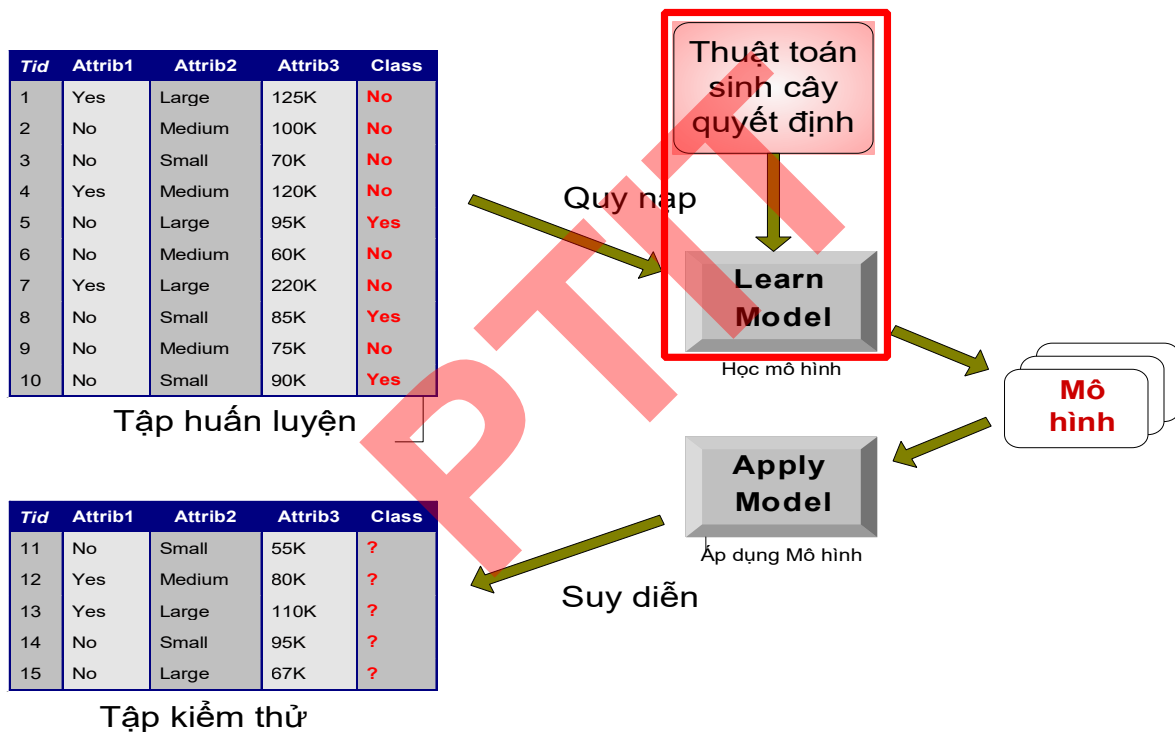 Tid Attrib1 Attrib2 Attrib3 Class
1 Yes Large 125K No
2 No Medium 100K No
3 No Small 70K No
4 Yes Medium 120K No
5 No Large 95K Yes
6 No Medium 60K No
7 Yes Large 220K No
8 No Small 85K Yes
9 No Medium 75K No
10 No Small 90K Yes
Tập huấn luyện
Thuật toán
sinh cây
quyết định
Quy nạp
Learn
Model
Học mô hình
Mô
hình
Apply
Model
Áp dụng Mô hình
Suy diễn
Tid Attrib1 Attrib2 Attrib3 Class
11 No Small 55K ?
12 Yes Medium 80K ?
13 Yes Large 110K ?
14 No Small 95K ?
15 No Large 67K ?
Tập kiểm thử
PTIT